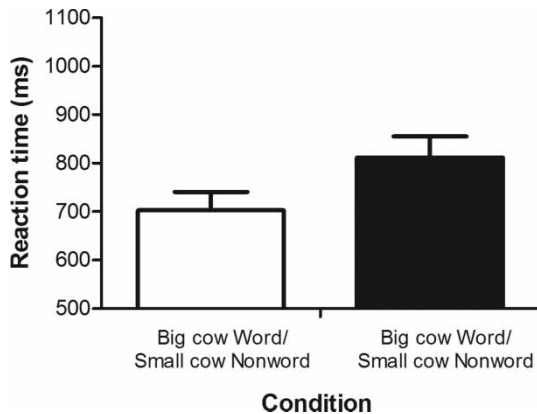 Reaction time (ms)
1100
1000
900
800
700
600
500
Big cow Word/
Small cow Nonword
Big cow Word/
Small cow Nonword
Condition